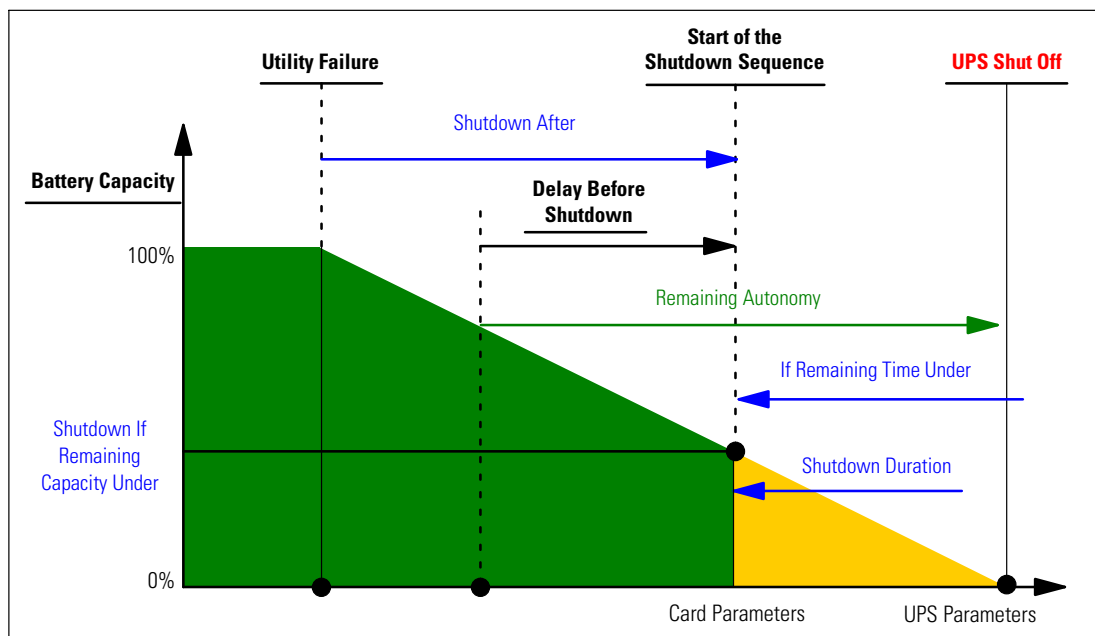 Start of the
Shutdown Sequence
Utility Failure
UPS Shut Off
Shutdown After
Battery Capacity
Delay Before
Shutdown
100%
Remaining Autonomy
If Remaining Time Under
Shutdown If
Remaining
Capacity Under
Shutdown Duration
0%
Card Parameters
UPS Parameters